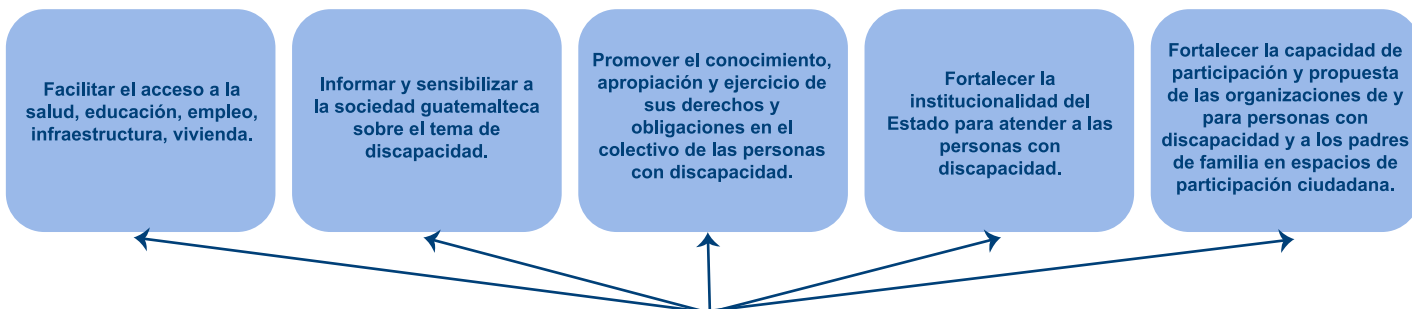 Facilitar el acceso a la
salud, educación, empleo,
infraestructura, vivienda.
Informar y sensibilizar a
la sociedad guatemalteca
sobre el tema de
discapacidad.
Promover el conocimiento,
apropiación y ejercicio de
sus derechos y
obligaciones en el
colectivo de las personas
con discapacidad.
Fortalecer la
institucionalidad del
Estado para atender a las
personas con
discapacidad.
Fortalecer la capacidad de
participación y propuesta
de las organizaciones de y
para personas con
discapacidad y a los padres
de familia en espacios de
participación ciudadana.